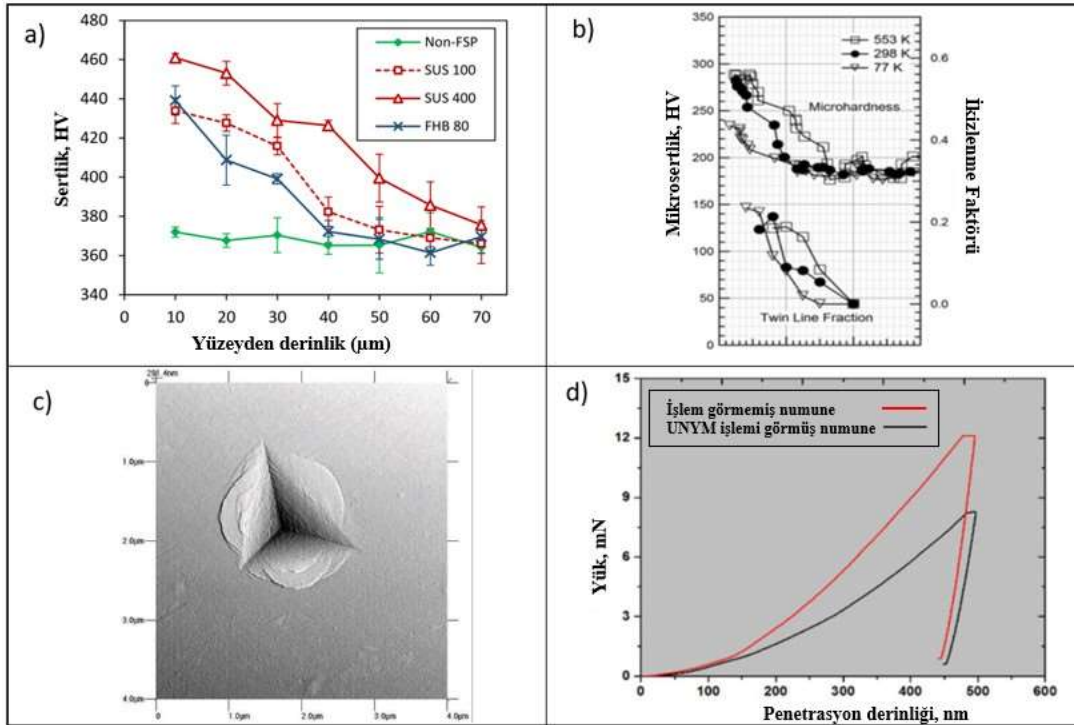 a)
Sertlik, HV
480
460
440
420
400
380
360
340
0 10 20 30 40 50 60 70
Yüzeyden derinlik (µm)
Non-FSP
SUS 100
SUS 400
FHB 80
b)
Mikrosertlik, HV
350
300
250
200
150
100
50
0
553 K
298 K
77 K
Microhardness
Twin Line Fraction
0.6
0.4
0.2
0.0
İkizlenme Faktörü
c)
0
1.0µm
2.0µm
3.0µm
4.0µm
1.0µm 2.0µm 3.0µm 4.0µm
d)
Yük, mN
15
12
9
6
3
0
İşlem görmemiş numune
UNYM işlemi görmüş numune
0 100 200 300 400 500 600
Penetrasyon derinliği, nm